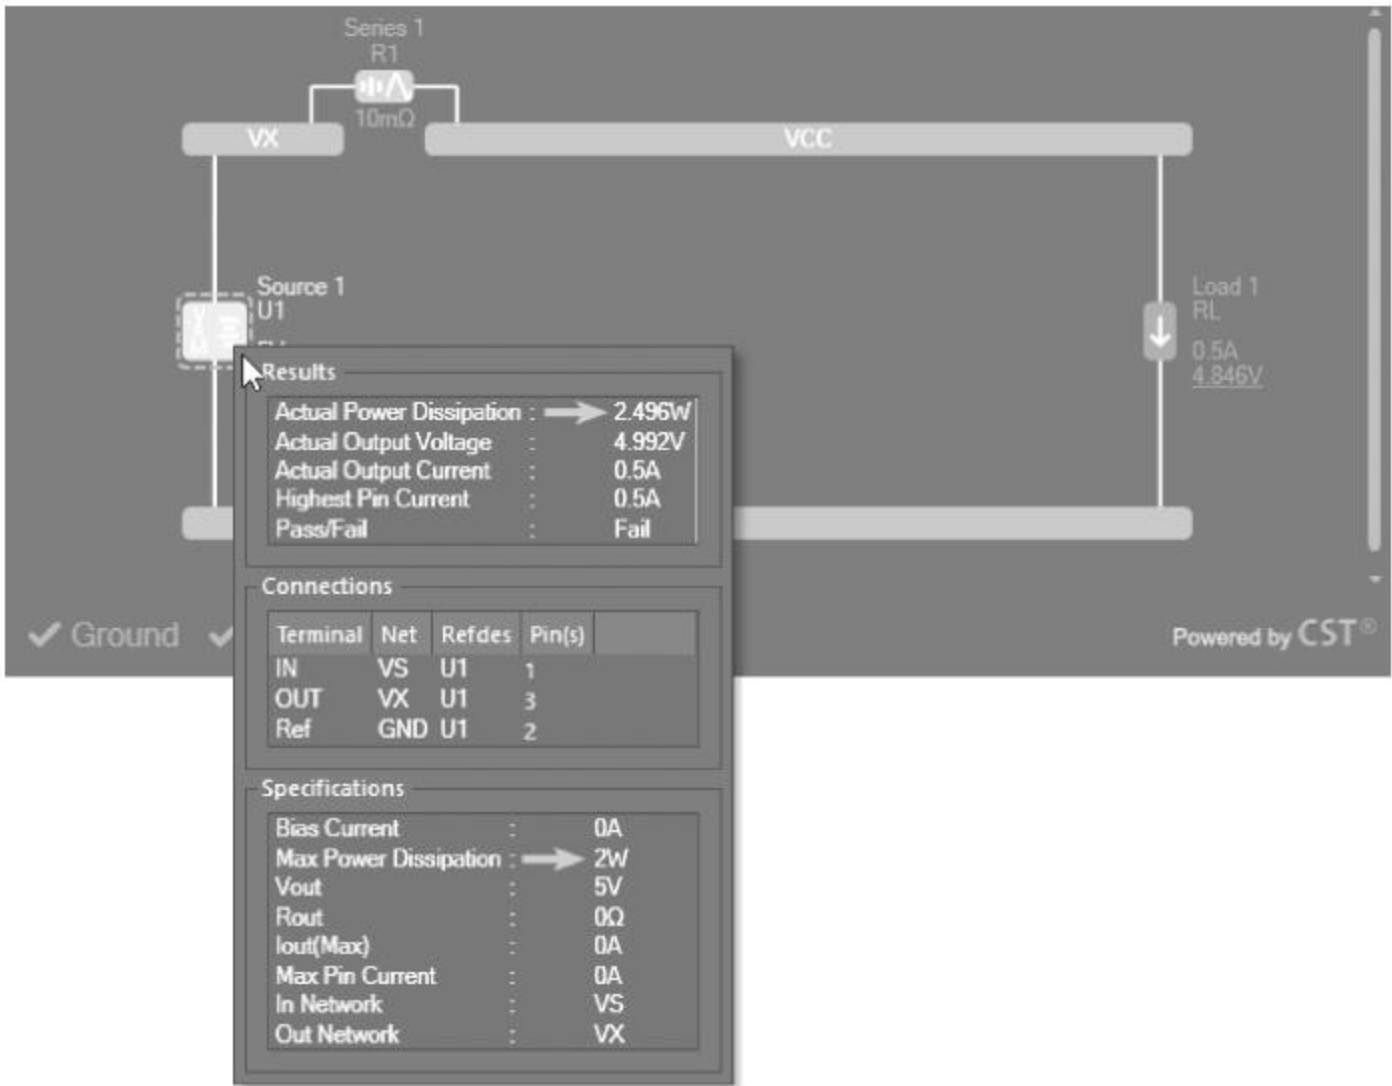 Series 1
R1
10mΩ
VX
VCC
Source 1
U1
Load 1
RL
0.5A
4.846V
Results
Actual Power Dissipation : 2.496W
Actual Output Voltage : 4.992V
Actual Output Current : 0.5A
Highest Pin Current : 0.5A
Pass/Fail : Fail
Connections
Terminal Net Refdes Pin(s)
IN VS U1 1
OUT VX U1 3
Ref GND U1 2
Specifications
Bias Current : 0A
Max Power Dissipation : 2W
Vout : 5V
Rout : 0Ω
Iout(Max) : 0A
Max Pin Current : 0A
In Network : VS
Out Network : VX
Ground
Powered by CST®